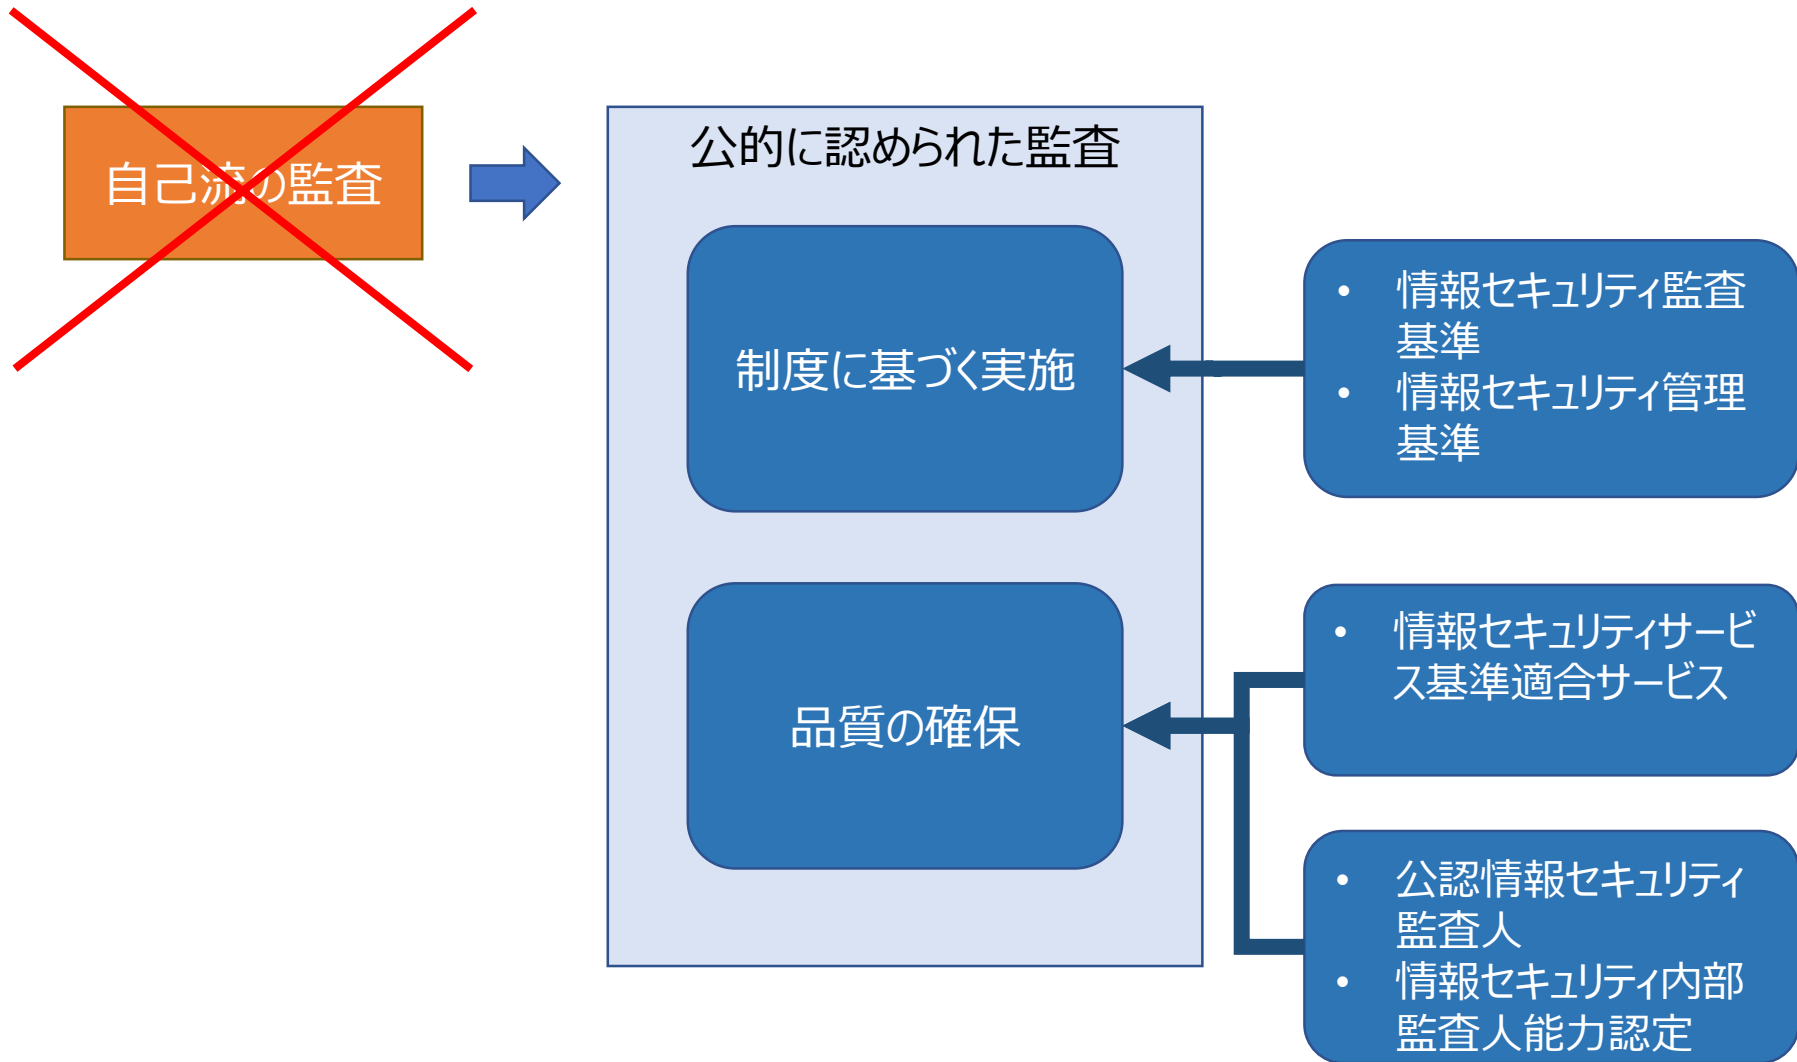 自己流の監査
公的に認められた監査
制度に基づく実施
品質の確保
• 情報セキュリティ監査
基準
• 情報セキュリティ管理
基準
• 情報セキュリティサービ
ス基準適合サービス
• 公認情報セキュリティ
監査人
• 情報セキュリティ内部
監査人能力認定